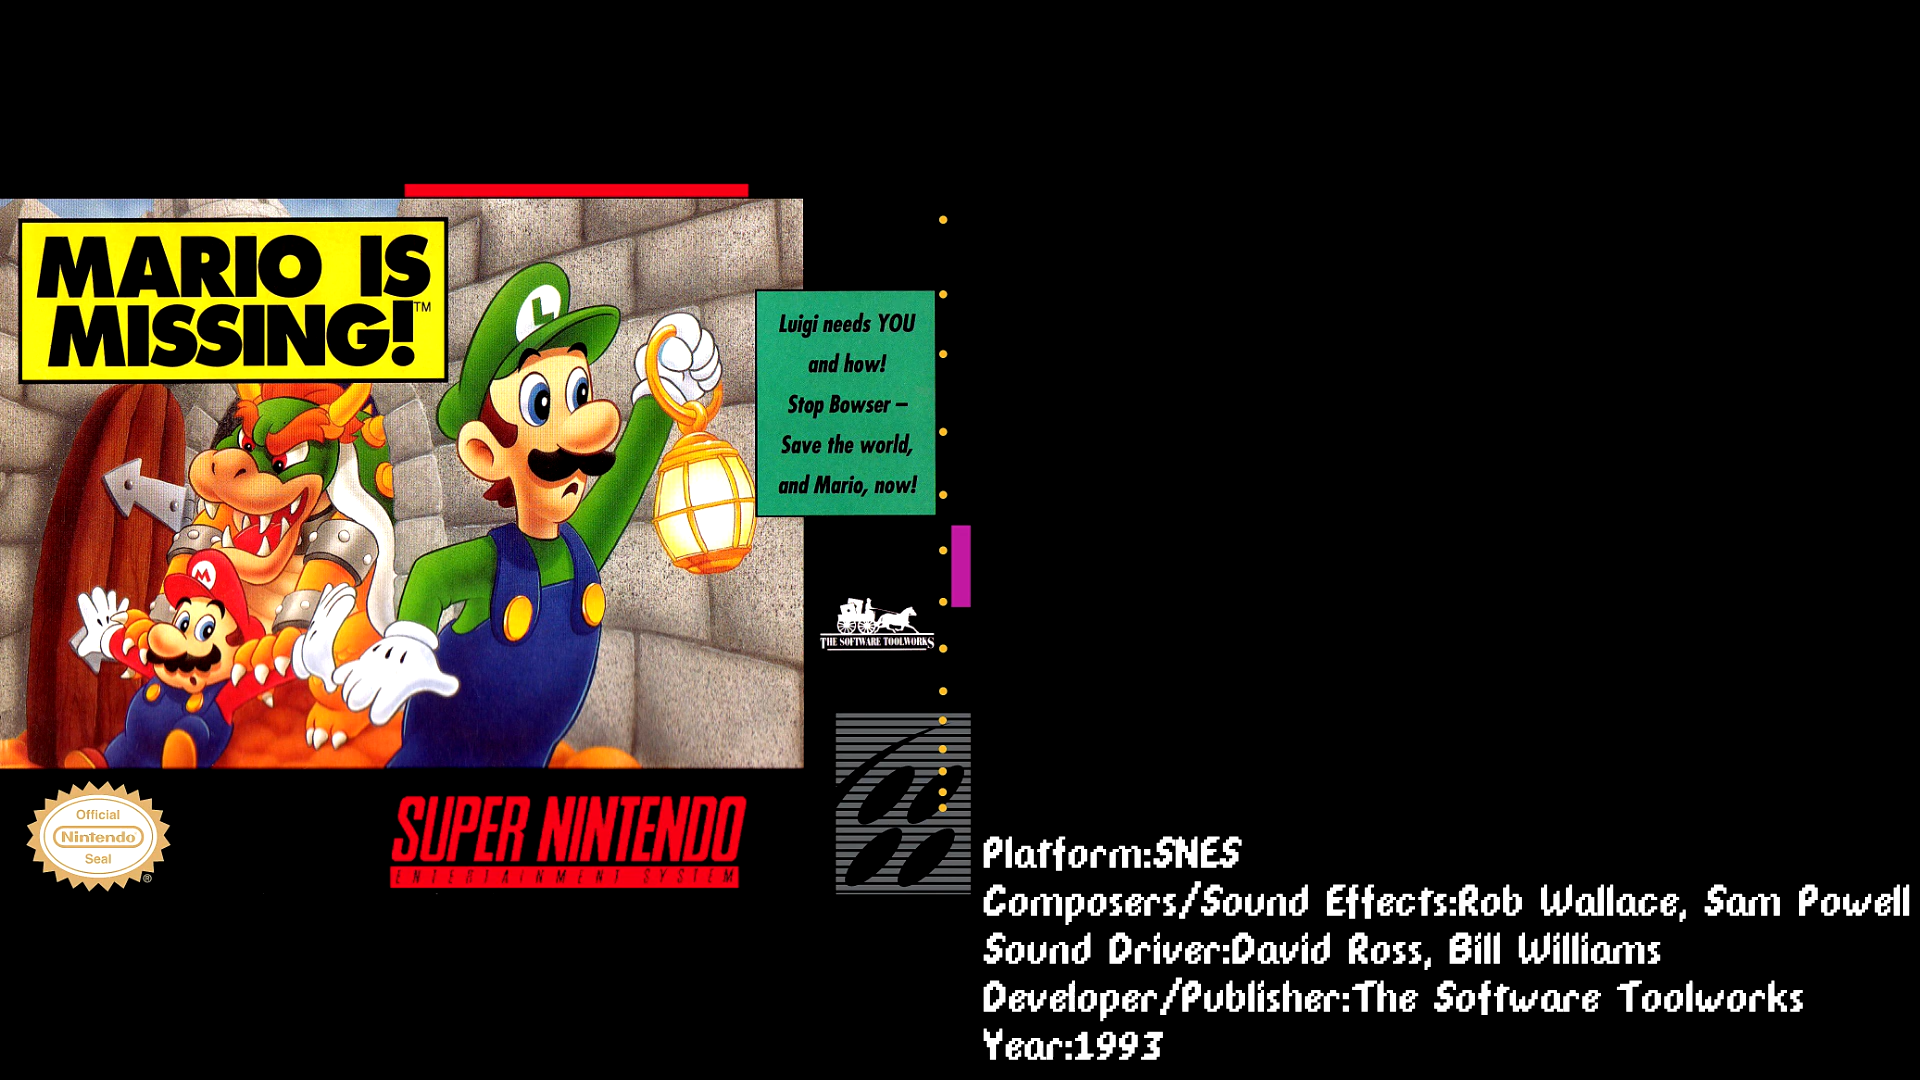 MARIO IS
MISSING!™
L
M
Luigi needs YOU
and how!
Stop Bowser –
Save the world,
and Mario, now!
THE SOFTWARE TOOLWORKS
Official
Nintendo
Seal
®
SUPER NINTENDO
ENTERTAINMENT SYSTEM
Platform:SNES
Composers/Sound Effects:Rob Wallace, Sam Powell
Sound Driver:David Ross, Bill Williams
Developer/Publisher:The Software Toolworks
Year:1993